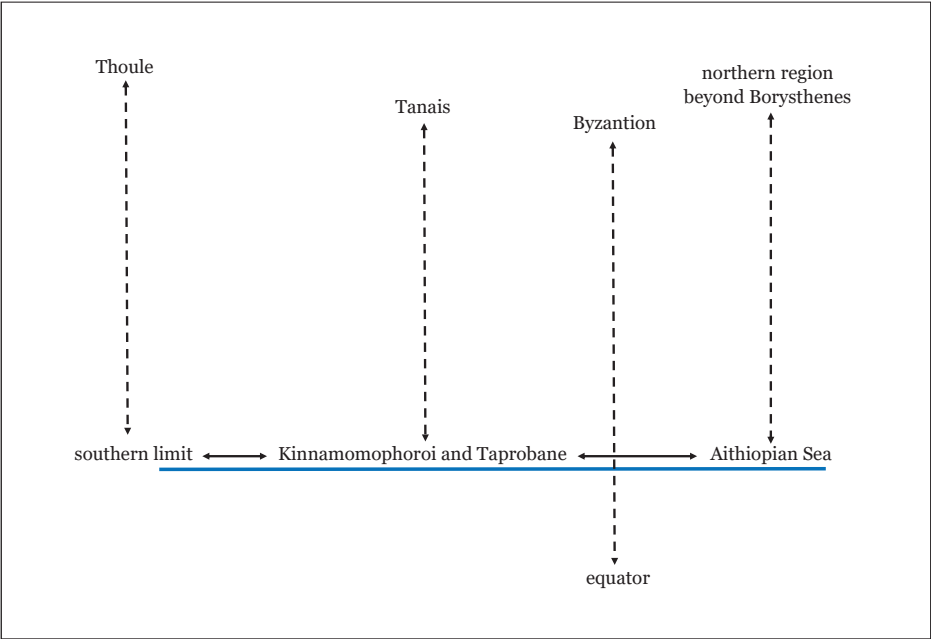 Thoule
northern region
beyond Borysthenes
Tanais
Byzantion
southern limit
Kinnamomophoroi and Taprobane
Aithiopian Sea
equator